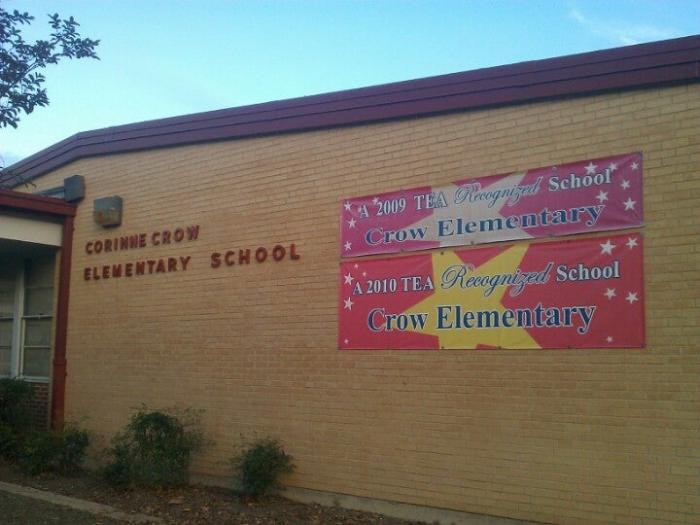 CORINNE CROW
ELEMENTARY SCHOOL
A 2009 TEA Recognized School
Crow Elementary
A 2010 TEA Recognized School
Crow Elementary